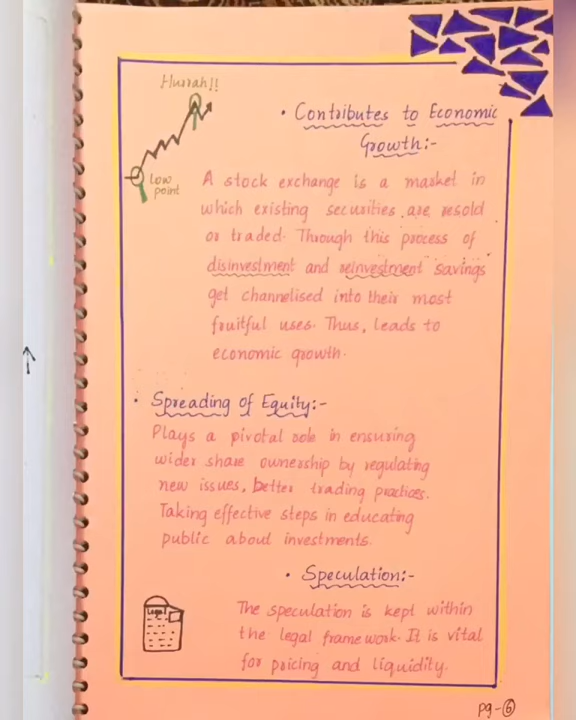 Hurrah!!
Low
point
• Contributes to Economic
Growth:-
A stock exchange is a market in
which existing securities are resold
or traded. Through this process of
disinvestment and reinvestment savings
get channelised into their most
fruitful uses. Thus, leads to
economic growth.
• Spreading of Equity:-
Plays a pivotal role in ensuring
wider share ownership by regulating
new issues, better trading practices.
Taking effective steps in educating
public about investments.
• Speculation:-
Legal
The speculation is kept within
the legal framework. It is vital
for pricing and liquidity.
pg-6